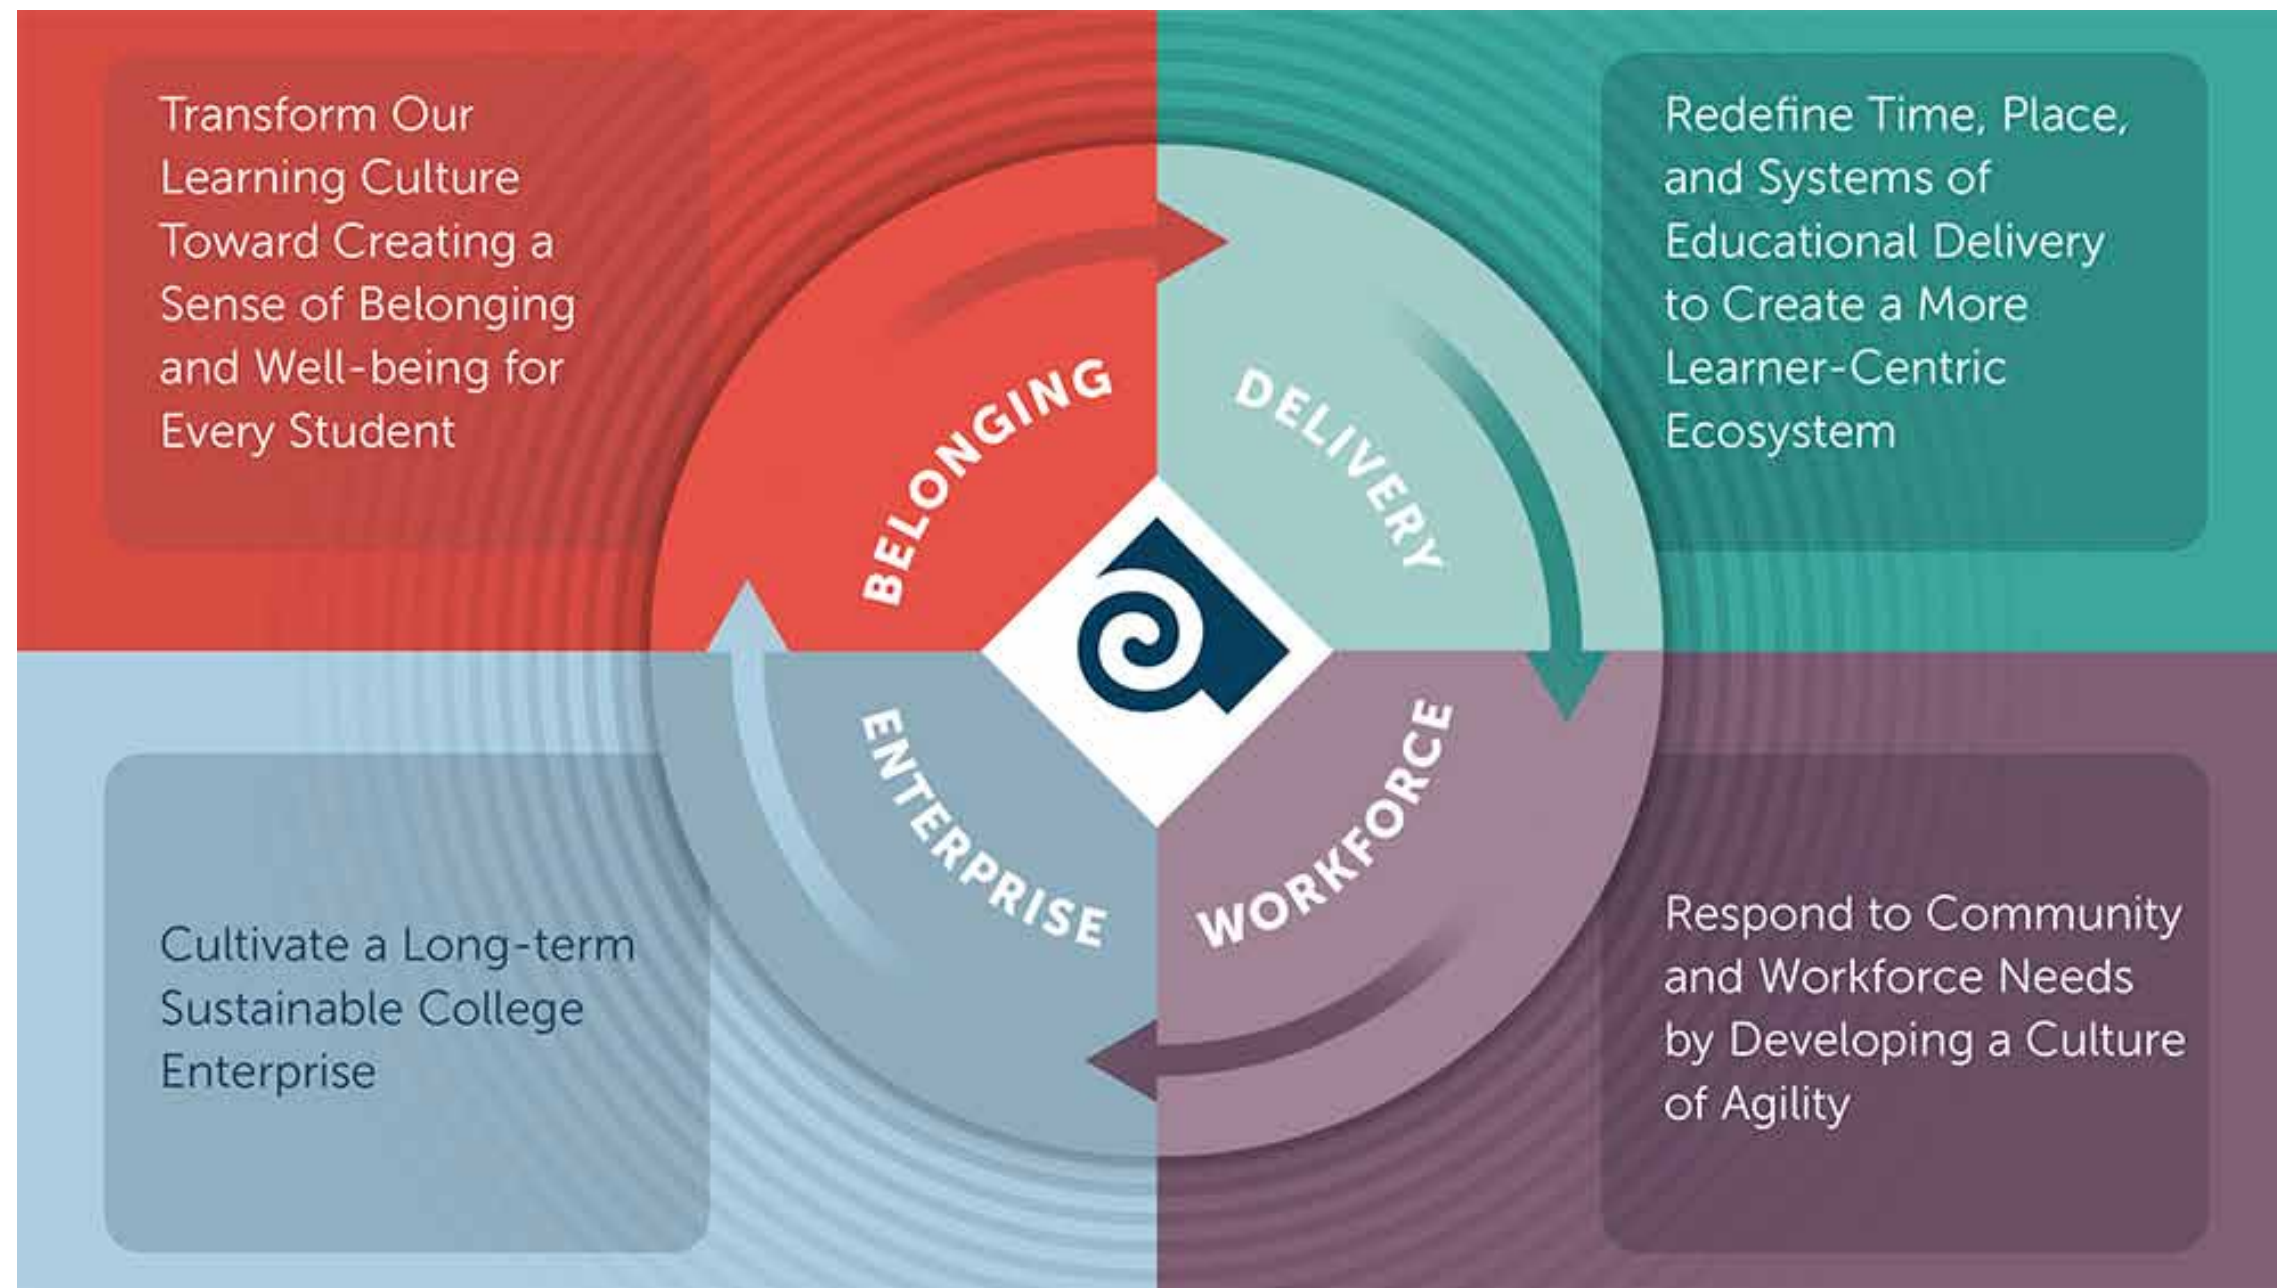 Transform Our
Learning Culture
Toward Creating a
Sense of Belonging
and Well-being for
Every Student
Redefine Time, Place,
and Systems of
Educational Delivery
to Create a More
Learner-Centric
Ecosystem
BELONGING
DELIVERY
ENTERPRISE
WORKFORCE
Cultivate a Long-term
Sustainable College
Enterprise
Respond to Community
and Workforce Needs
by Developing a Culture
of Agility